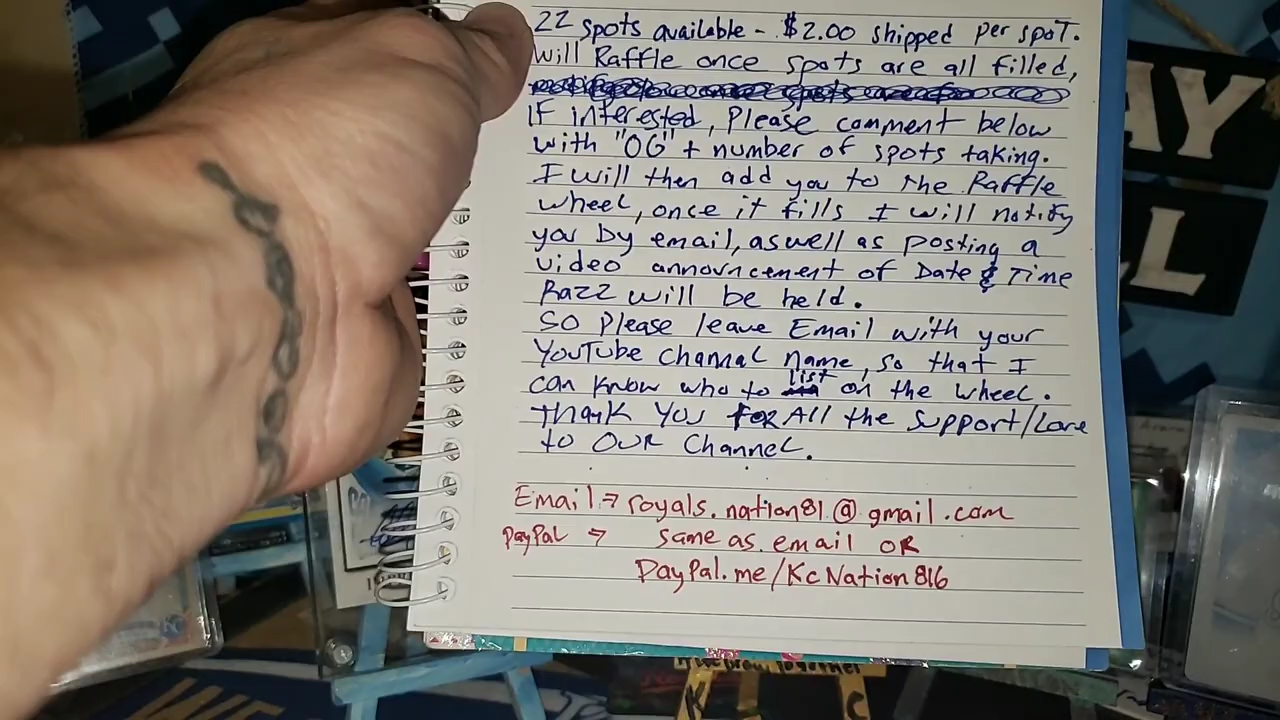 22 spots available - $2.00 shipped per spot.
Will Raffle once spots are all filled,
IF interested, Please comment below
with "OG" + number of spots taking.
I will then add you to the Raffle
wheel, once it fills I will notify
you by email, aswell as posting a
video announcement of Date & Time
Razz will be held.
SO Please leave Email with your
YouTube Channal Name, so that I
can know who to list on the wheel.
Thank You FOR All the Support/Love
to OUR Channel.
Email → royals.nation81@gmail.com
PayPal → same as email OR
PayPal.me/KcNation816
AY
L
K C